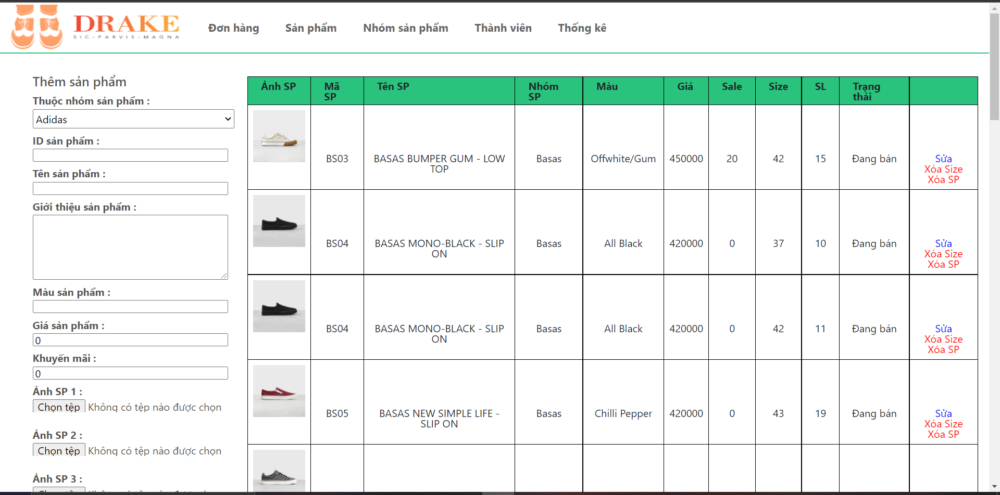 DRAKE
SIC-PARVIS-MAGNA
Đơn hàng Sản phẩm Nhóm sản phẩm Thành viên Thống kê
Thêm sản phẩm
Thuộc nhóm sản phẩm :
Adidas
ID sản phẩm :
Tên sản phẩm :
Giới thiệu sản phẩm :
Màu sản phẩm :
Giá sản phẩm :
0
Khuyến mãi :
0
Ảnh SP 1 :
Chọn tệp Không có tệp nào được chọn
Ảnh SP 2 :
Chọn tệp Không có tệp nào được chọn
Ảnh SP 3 :
Ảnh SP Mã SP Tên SP Nhóm SP Màu Giá Sale Size SL Trạng thái
BS03 BASAS BUMPER GUM - LOW TOP Basas Offwhite/Gum 450000 20 42 15 Đang bán Sửa
Xóa Size
Xóa SP
BS04 BASAS MONO-BLACK - SLIP ON Basas All Black 420000 0 37 10 Đang bán Sửa
Xóa Size
Xóa SP
BS04 BASAS MONO-BLACK - SLIP ON Basas All Black 420000 0 42 11 Đang bán Sửa
Xóa Size
Xóa SP
BS05 BASAS NEW SIMPLE LIFE - SLIP ON Basas Chilli Pepper 420000 0 43 19 Đang bán Sửa
Xóa Size
Xóa SP